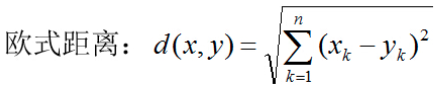 欧式距离： d(x, y) = √(∑_{k=1}^{n} (x_k − y_k)^2)